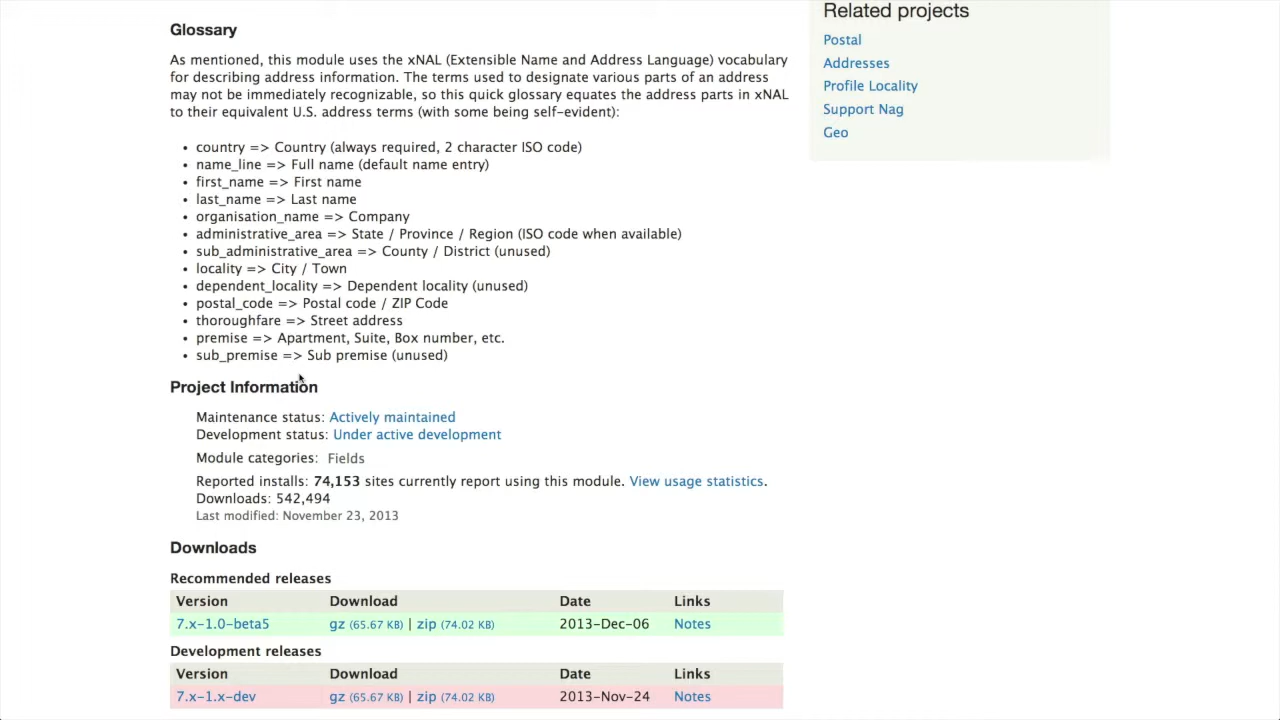 Glossary
As mentioned, this module uses the xNAL (Extensible Name and Address Language) vocabulary
for describing address information. The terms used to designate various parts of an address
may not be immediately recognizable, so this quick glossary equates the address parts in xNAL
to their equivalent U.S. address terms (with some being self-evident):
• country => Country (always required, 2 character ISO code)
• name_line => Full name (default name entry)
• first_name => First name
• last_name => Last name
• organisation_name => Company
• administrative_area => State / Province / Region (ISO code when available)
• sub_administrative_area => County / District (unused)
• locality => City / Town
• dependent_locality => Dependent locality (unused)
• postal_code => Postal code / ZIP Code
• thoroughfare => Street address
• premise => Apartment, Suite, Box number, etc.
• sub_premise => Sub premise (unused)
Project Information
Maintenance status: Actively maintained
Development status: Under active development
Module categories: Fields
Reported installs: 74,153 sites currently report using this module. View usage statistics.
Downloads: 542,494
Last modified: November 23, 2013
Downloads
Recommended releases
Version Download Date Links
7.x-1.0-beta5 gz (65.67 KB) | zip (74.02 KB) 2013-Dec-06 Notes
Development releases
Version Download Date Links
7.x-1.x-dev gz (65.67 KB) | zip (74.02 KB) 2013-Nov-24 Notes
Related projects
Postal
Addresses
Profile Locality
Support Nag
Geo